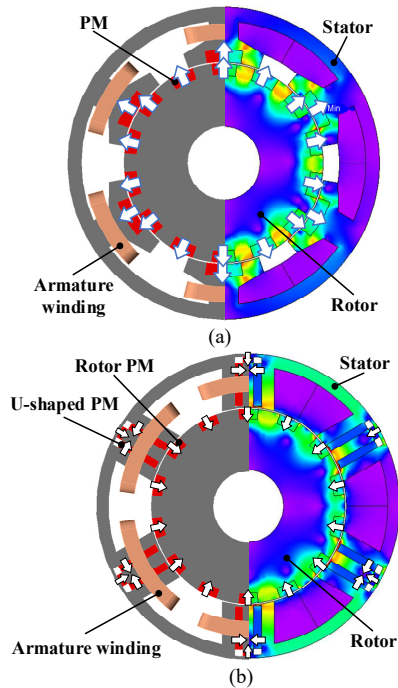 PM
Stator
Min
Armature
winding
Rotor
(a)
Rotor PM
Stator
U-shaped PM
Armature winding
Rotor
(b)